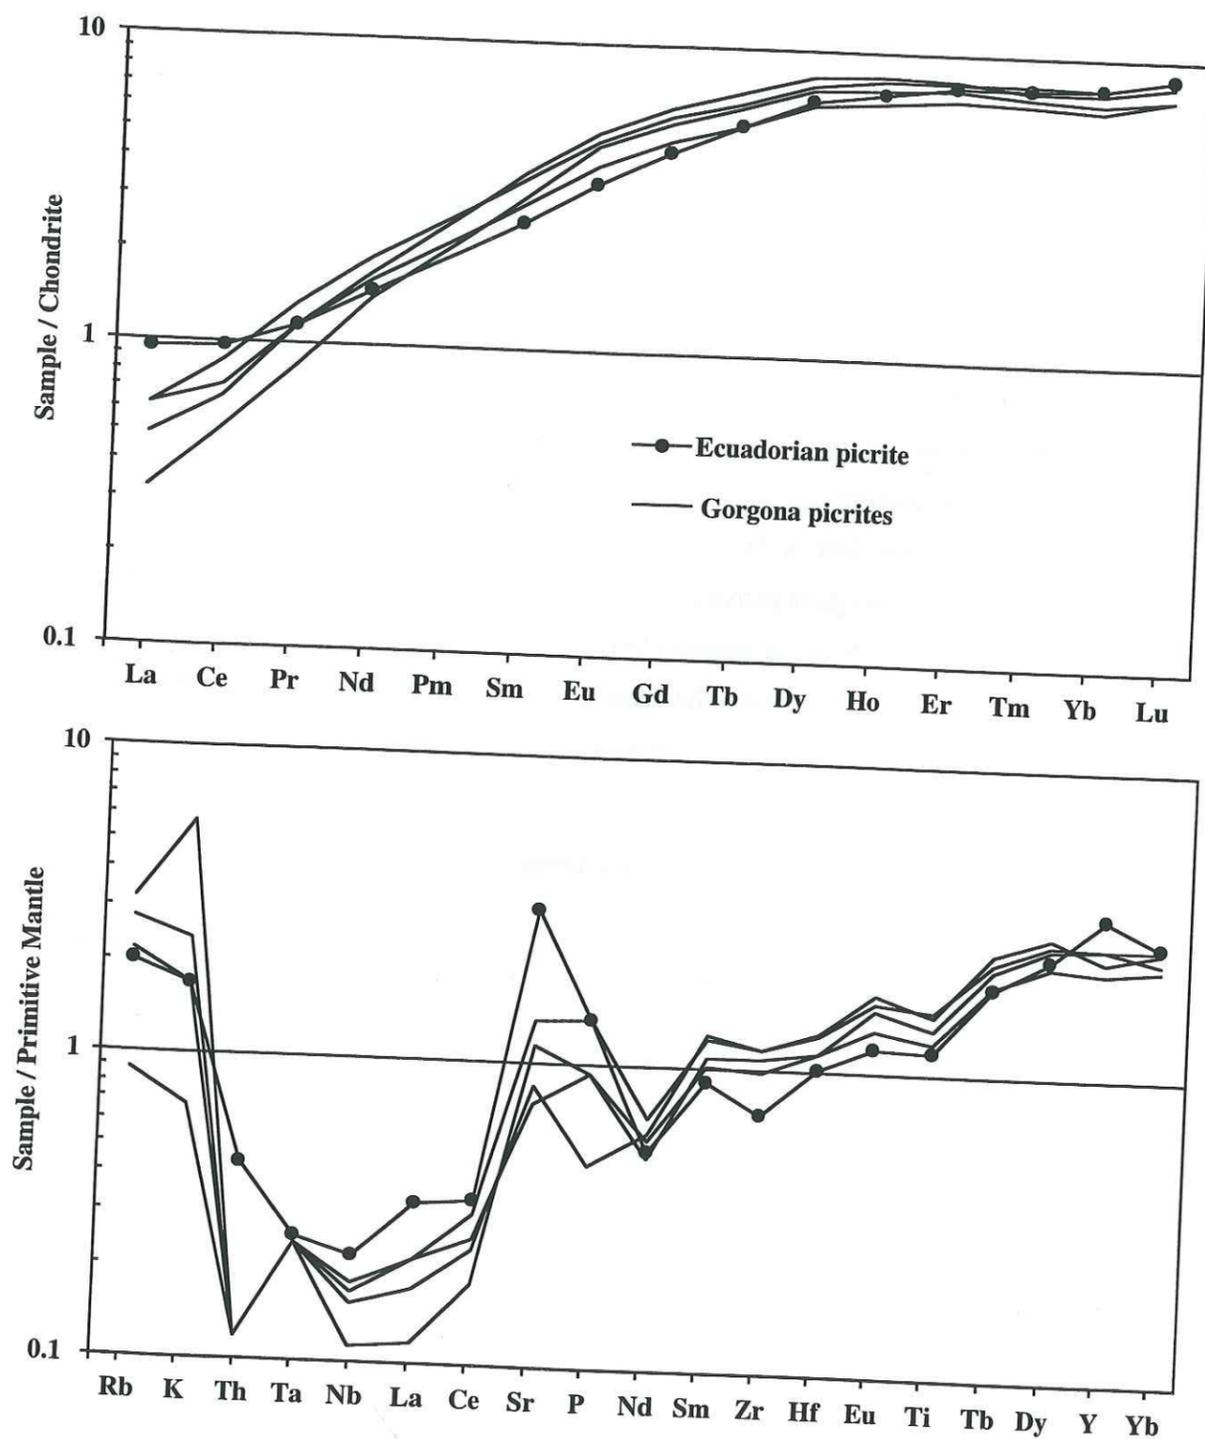 10
Sample / Chondrite
1
Ecuadorian picrite
Gorgona picrites
0.1
La Ce Pr Nd Pm Sm Eu Gd Tb Dy Ho Er Tm Yb Lu
10
Sample / Primitive Mantle
1
0.1
Rb K Th Ta Nb La Ce Sr P Nd Sm Zr Hf Eu Ti Tb Dy Y Yb